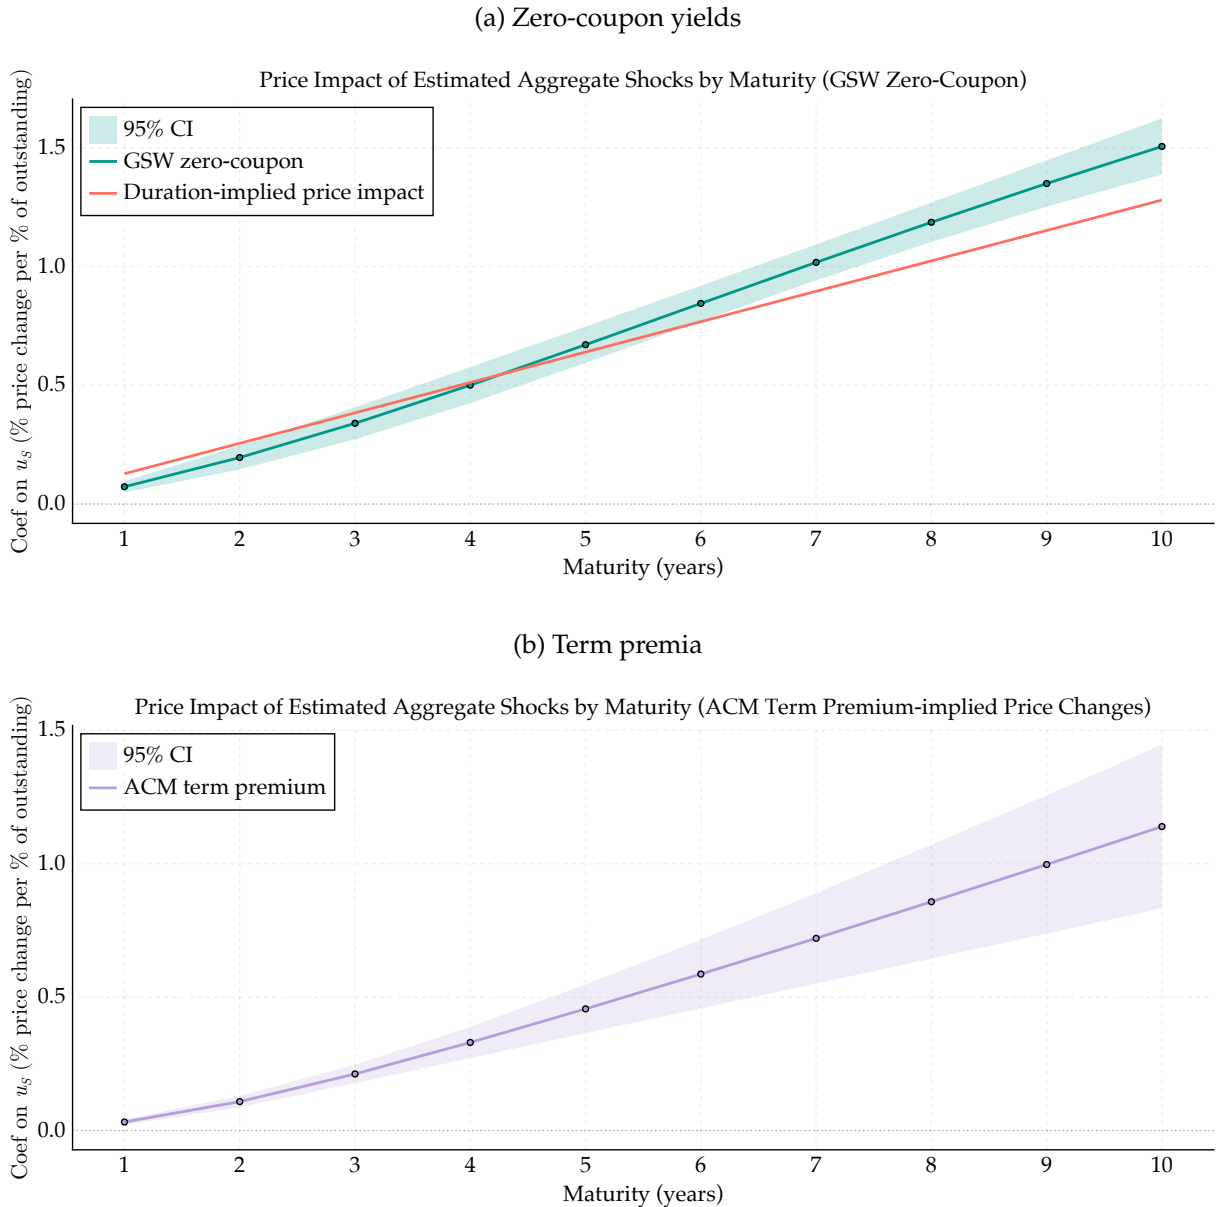 (a) Zero-coupon yields
Price Impact of Estimated Aggregate Shocks by Maturity (GSW Zero-Coupon)
Coef on u_S (% price change per % of outstanding)
95% CI
GSW zero-coupon
Duration-implied price impact
1.5
1.0
0.5
0.0
1 2 3 4 5 6 7 8 9 10
Maturity (years)
(b) Term premia
Price Impact of Estimated Aggregate Shocks by Maturity (ACM Term Premium-implied Price Changes)
Coef on u_S (% price change per % of outstanding)
95% CI
ACM term premium
1.5
1.0
0.5
0.0
1 2 3 4 5 6 7 8 9 10
Maturity (years)